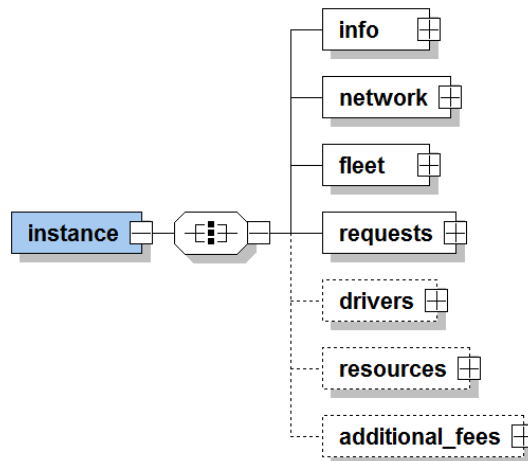 info
network
fleet
instance
requests
drivers
resources
additional_fees